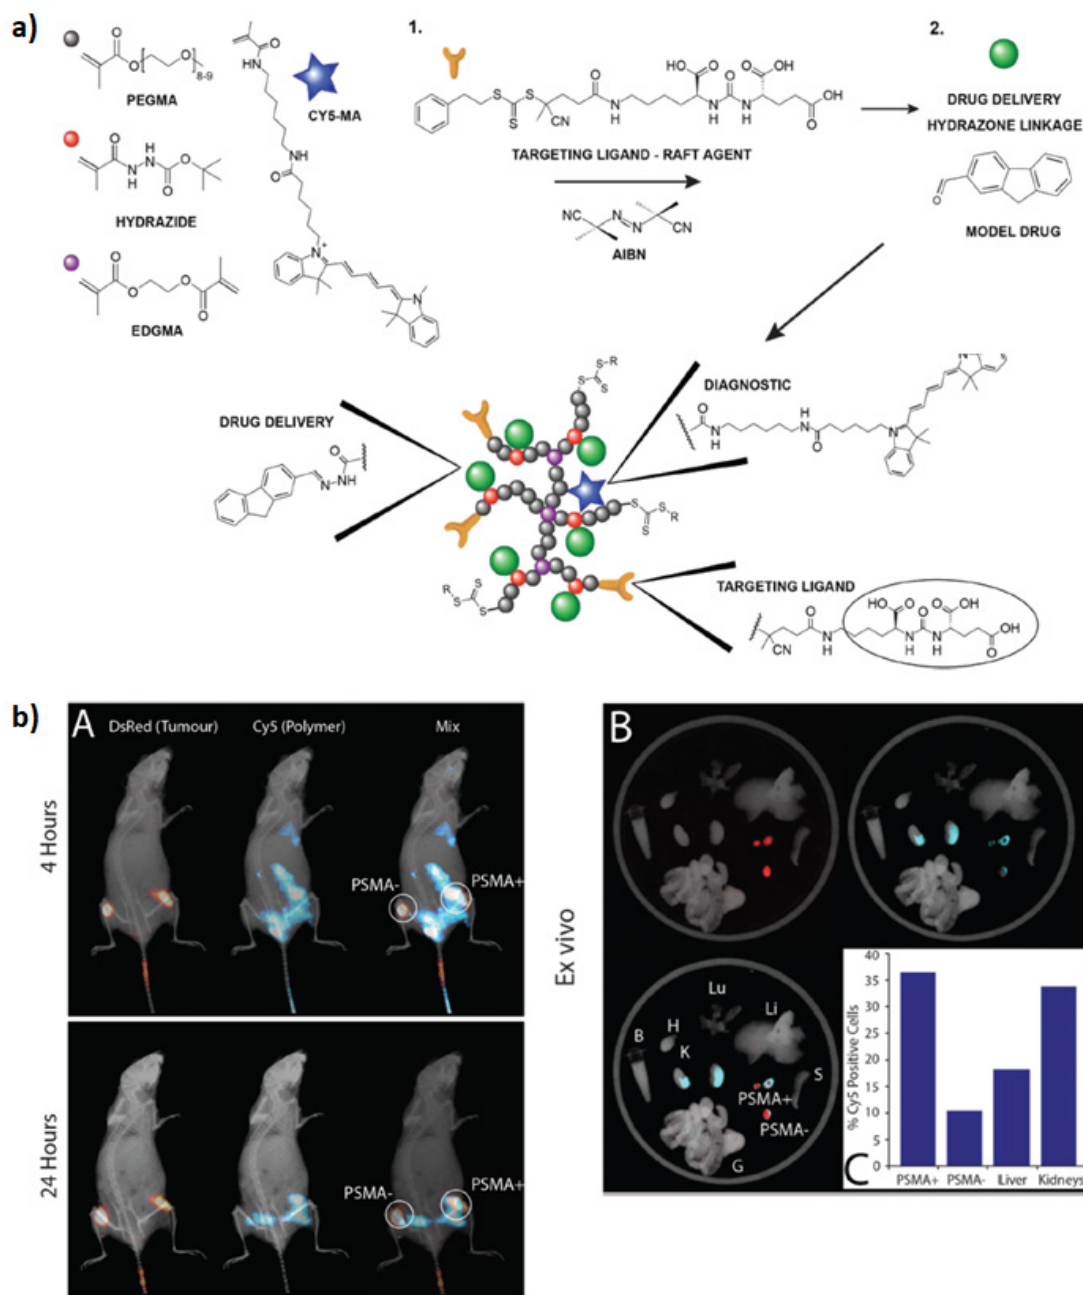 a)
PEGMA
8-9
HYDRAZIDE
EDGMA
CY5-MA
1.
TARGETING LIGAND - RAFT AGENT
AIBN
2.
DRUG DELIVERY
HYDRAZONE LINKAGE
MODEL DRUG
DRUG DELIVERY
DIAGNOSTIC
TARGETING LIGAND
b)
A
DsRed (Tumour)
Cy5 (Polymer)
Mix
4 Hours
PSMA-
PSMA+
24 Hours
PSMA-
PSMA+
Ex vivo
B
Lu
Li
H
B
K
S
PSMA+
PSMA-
G
C
% Cy5 Positive Cells
40
35
30
25
20
15
10
5
0
PSMA+
PSMA-
Liver
Kidneys